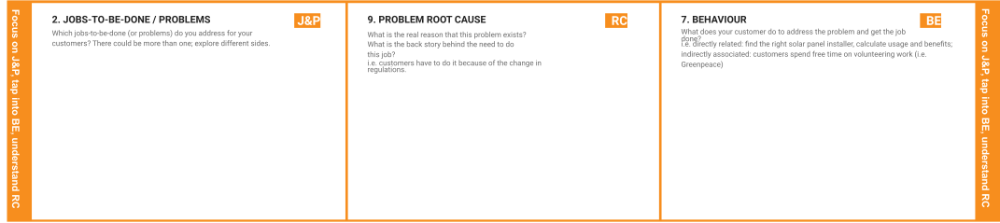 Focus on J&P, tap into BE, understand RC
2. JOBS-TO-BE-DONE / PROBLEMS
J&P
Which jobs-to-be-done (or problems) do you address for your
customers? There could be more than one; explore different sides.
9. PROBLEM ROOT CAUSE
RC
What is the real reason that this problem exists?
What is the back story behind the need to do
this job?
i.e. customers have to do it because of the change in
regulations.
7. BEHAVIOUR
BE
What does your customer do to address the problem and get the job
done?
i.e. directly related: find the right solar panel installer, calculate usage and benefits;
indirectly associated: customers spend free time on volunteering work (i.e.
Greenpeace)
Focus on J&P, tap into BE, understand RC